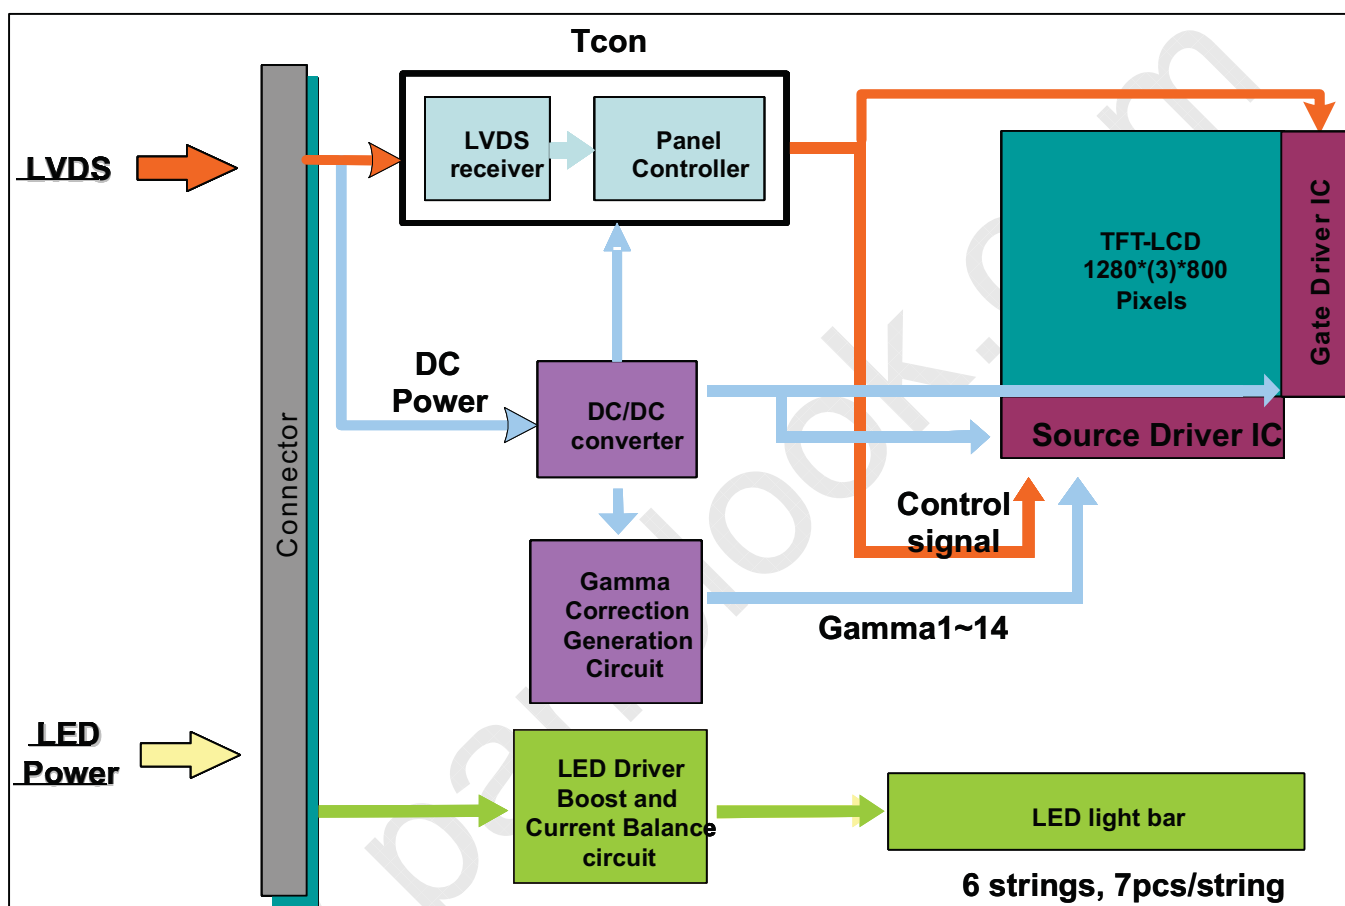 Tcon
LVDS
LVDS
receiver
Panel
Controller
TFT-LCD
1280*(3)*800
Pixels
Gate Driver IC
DC
Power
DC/DC
converter
Source Driver IC
Connector
Control
signal
Gamma
Correction
Generation
Circuit
Gamma1~14
LED
Power
LED Driver
Boost and
Current Balance
circuit
LED light bar
6 strings, 7pcs/string